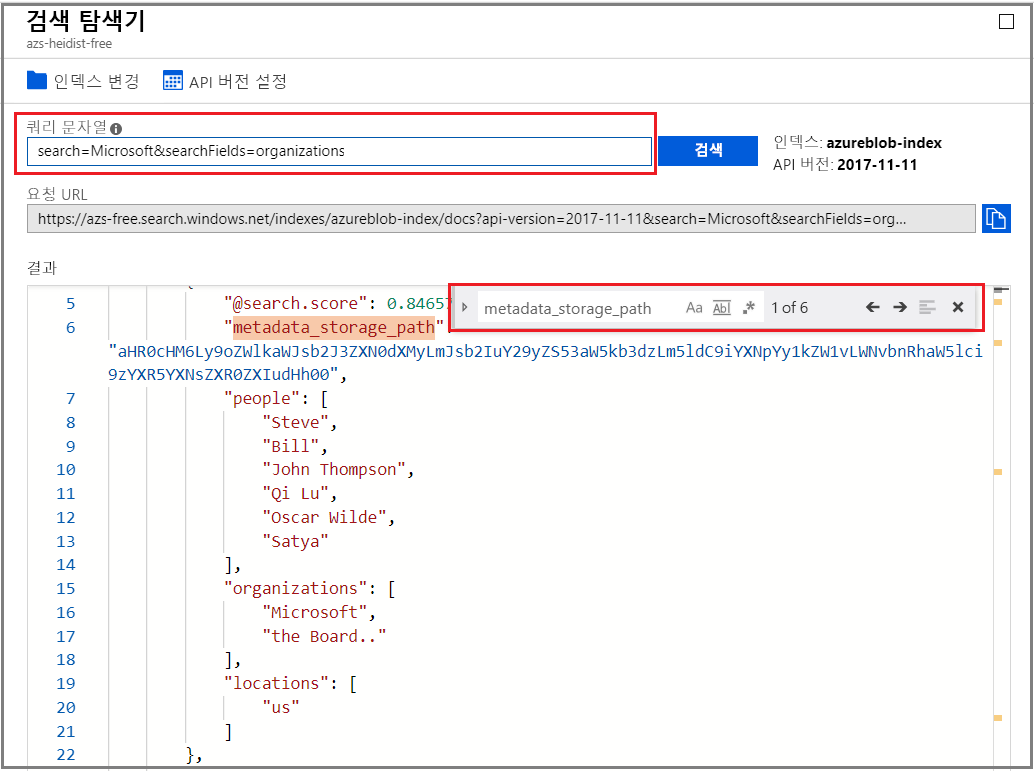 검색 탐색기
azs-heidist-free
인덱스 변경 API 버전 설정
쿼리 문자열
search=Microsoft&searchFields=organizations
검색
인덱스: azureblob-index
API 버전: 2017-11-11
요청 URL
https://azs-free.search.windows.net/indexes/azureblob-index/docs?api-version=2017-11-11&search=Microsoft&searchFields=org...
결과
5 "@search.score": 0.8465
metadata_storage_path Aa Abl .* 1 of 6
6 "metadata_storage_path"
"aHR0cHM6Ly9oZWlkaWJsb2J3ZXN0dXMyLmJsb2IuY29yZS53aW5kb3dzLm5ldC9iYXNpYy1kZW1vLWNvbnRhaW5lci
9zYXR5YXNsZXR0ZXIudHh00",
7 "people": [
8 "Steve",
9 "Bill",
10 "John Thompson",
11 "Qi Lu",
12 "Oscar Wilde",
13 "Satya"
14 ],
15 "organizations": [
16 "Microsoft",
17 "the Board.."
18 ],
19 "locations": [
20 "us"
21 ]
22 },